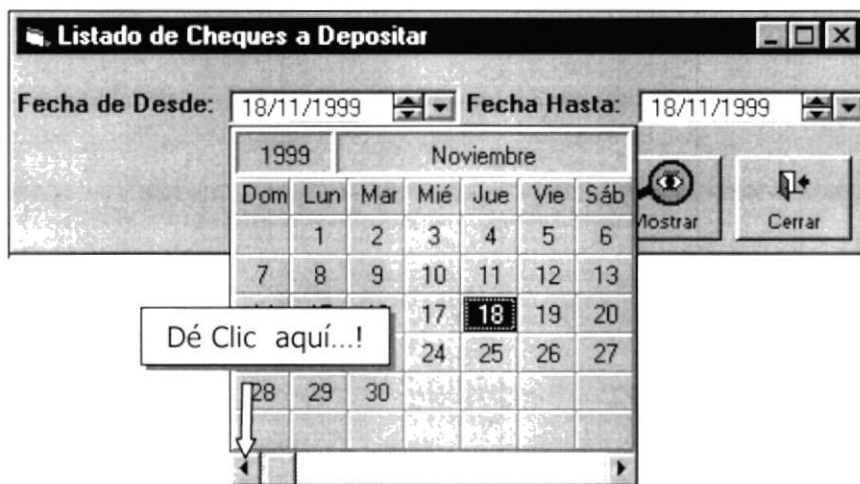 Listado de Cheques a Depositar
Fecha de Desde: 18/11/1999 Fecha Hasta: 18/11/1999
1999 Noviembre
Dom Lun Mar Mié Jue Vie Sáb
Mostrar Cerrar
1 2 3 4 5 6
7 8 9 10 11 12 13
17 18 19 20
Dé Clic aquí...!
24 25 26 27
28 29 30